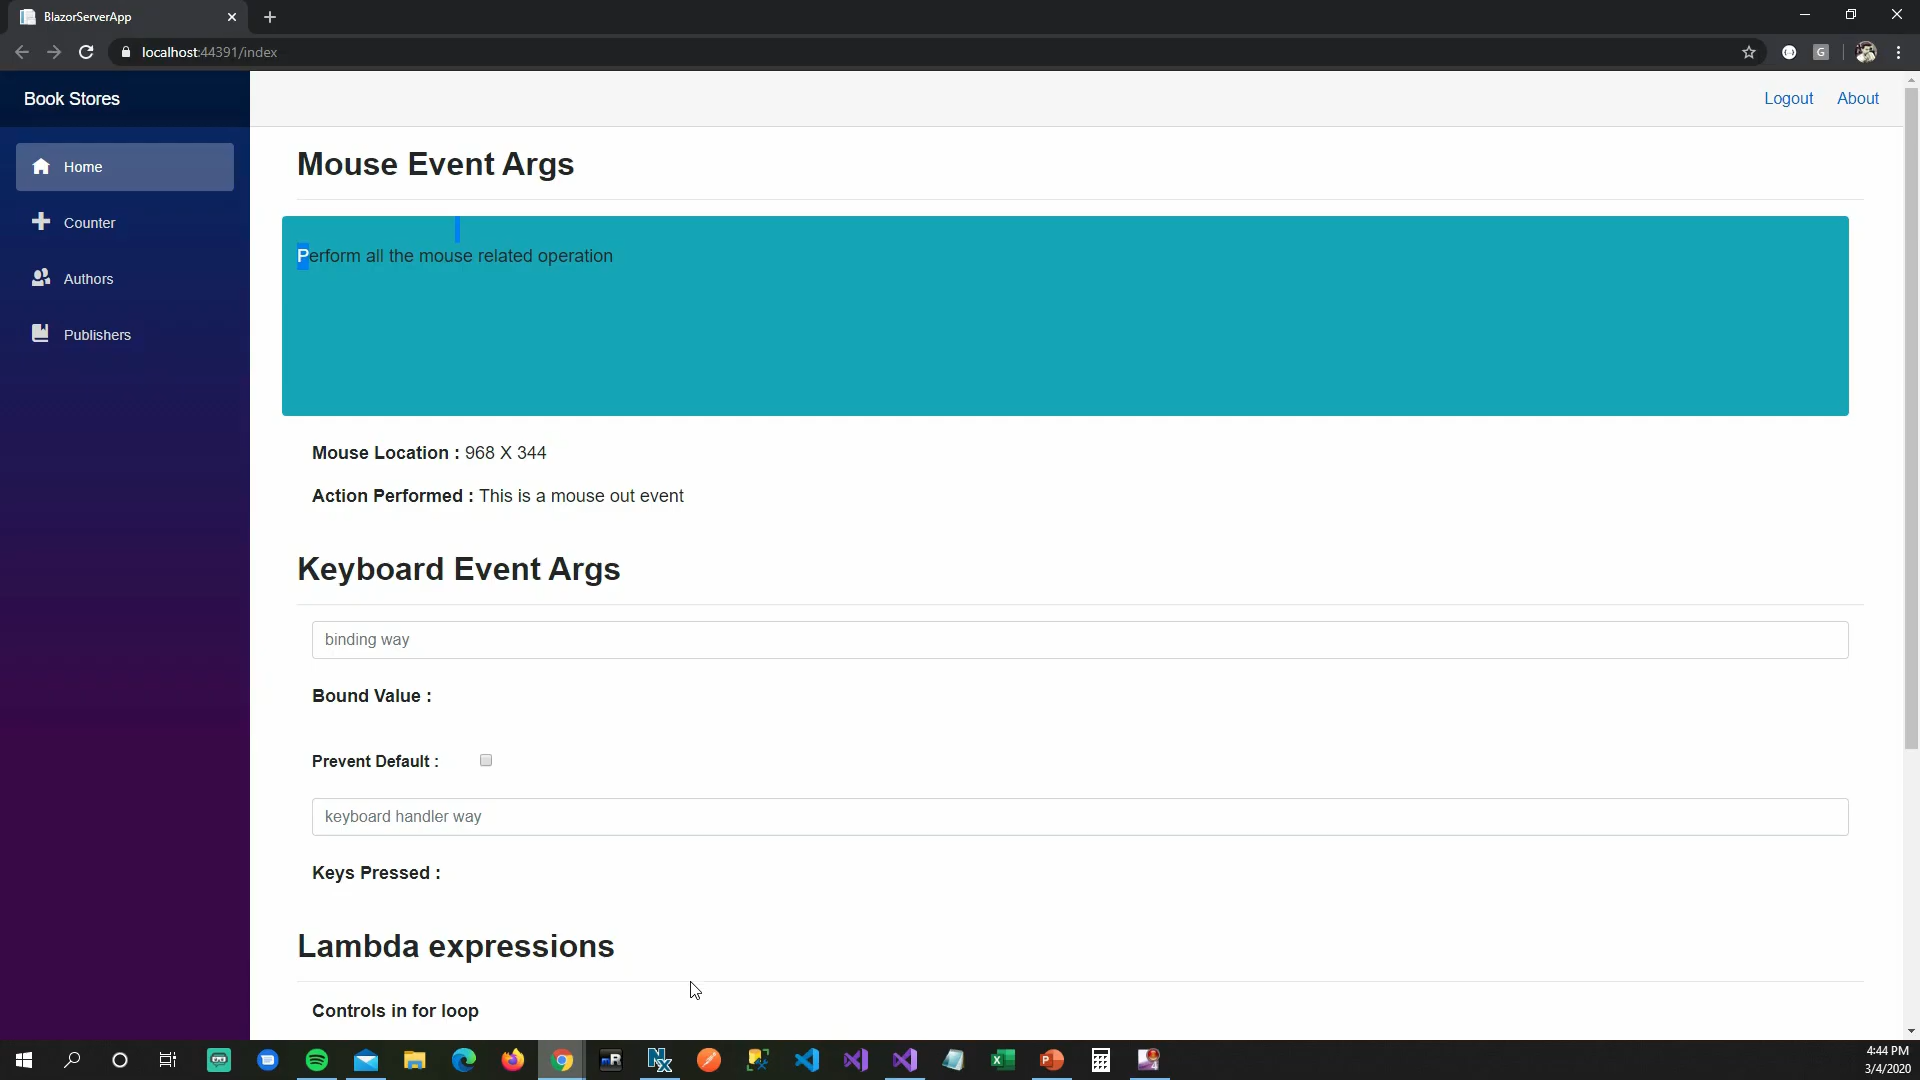 BlazorServerApp
localhost:44391/index
G
Book Stores
Logout About
Home
Counter
Authors
Publishers
Mouse Event Args
Perform all the mouse related operation
Mouse Location : 968 X 344
Action Performed : This is a mouse out event
Keyboard Event Args
binding way
Bound Value :
Prevent Default :
keyboard handler way
Keys Pressed :
Lambda expressions
Controls in for loop
4:44 PM
3/4/2020